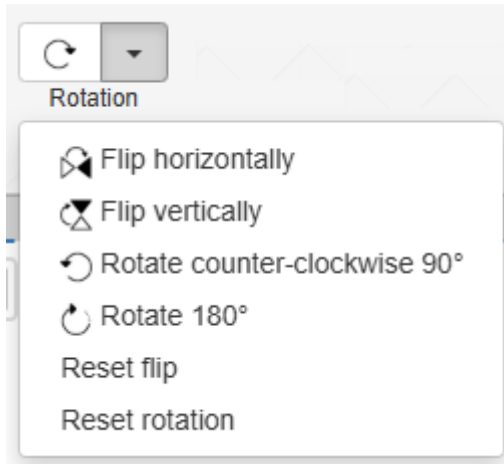 Rotation
Flip horizontally
Flip vertically
Rotate counter-clockwise 90°
Rotate 180°
Reset flip
Reset rotation